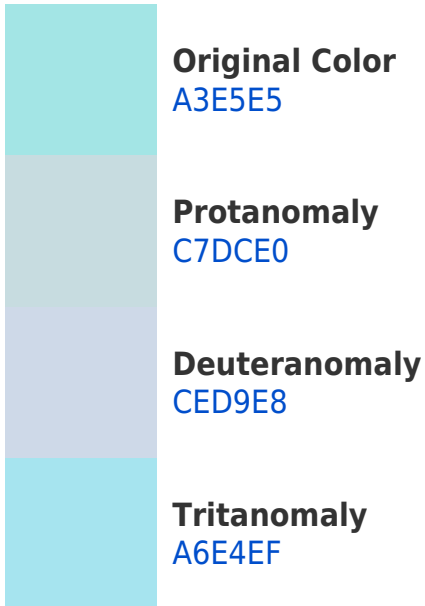 Original Color
A3E5E5
Protanomaly
C7DCE0
Deuteranomaly
CED9E8
Tritanomaly
A6E4EF